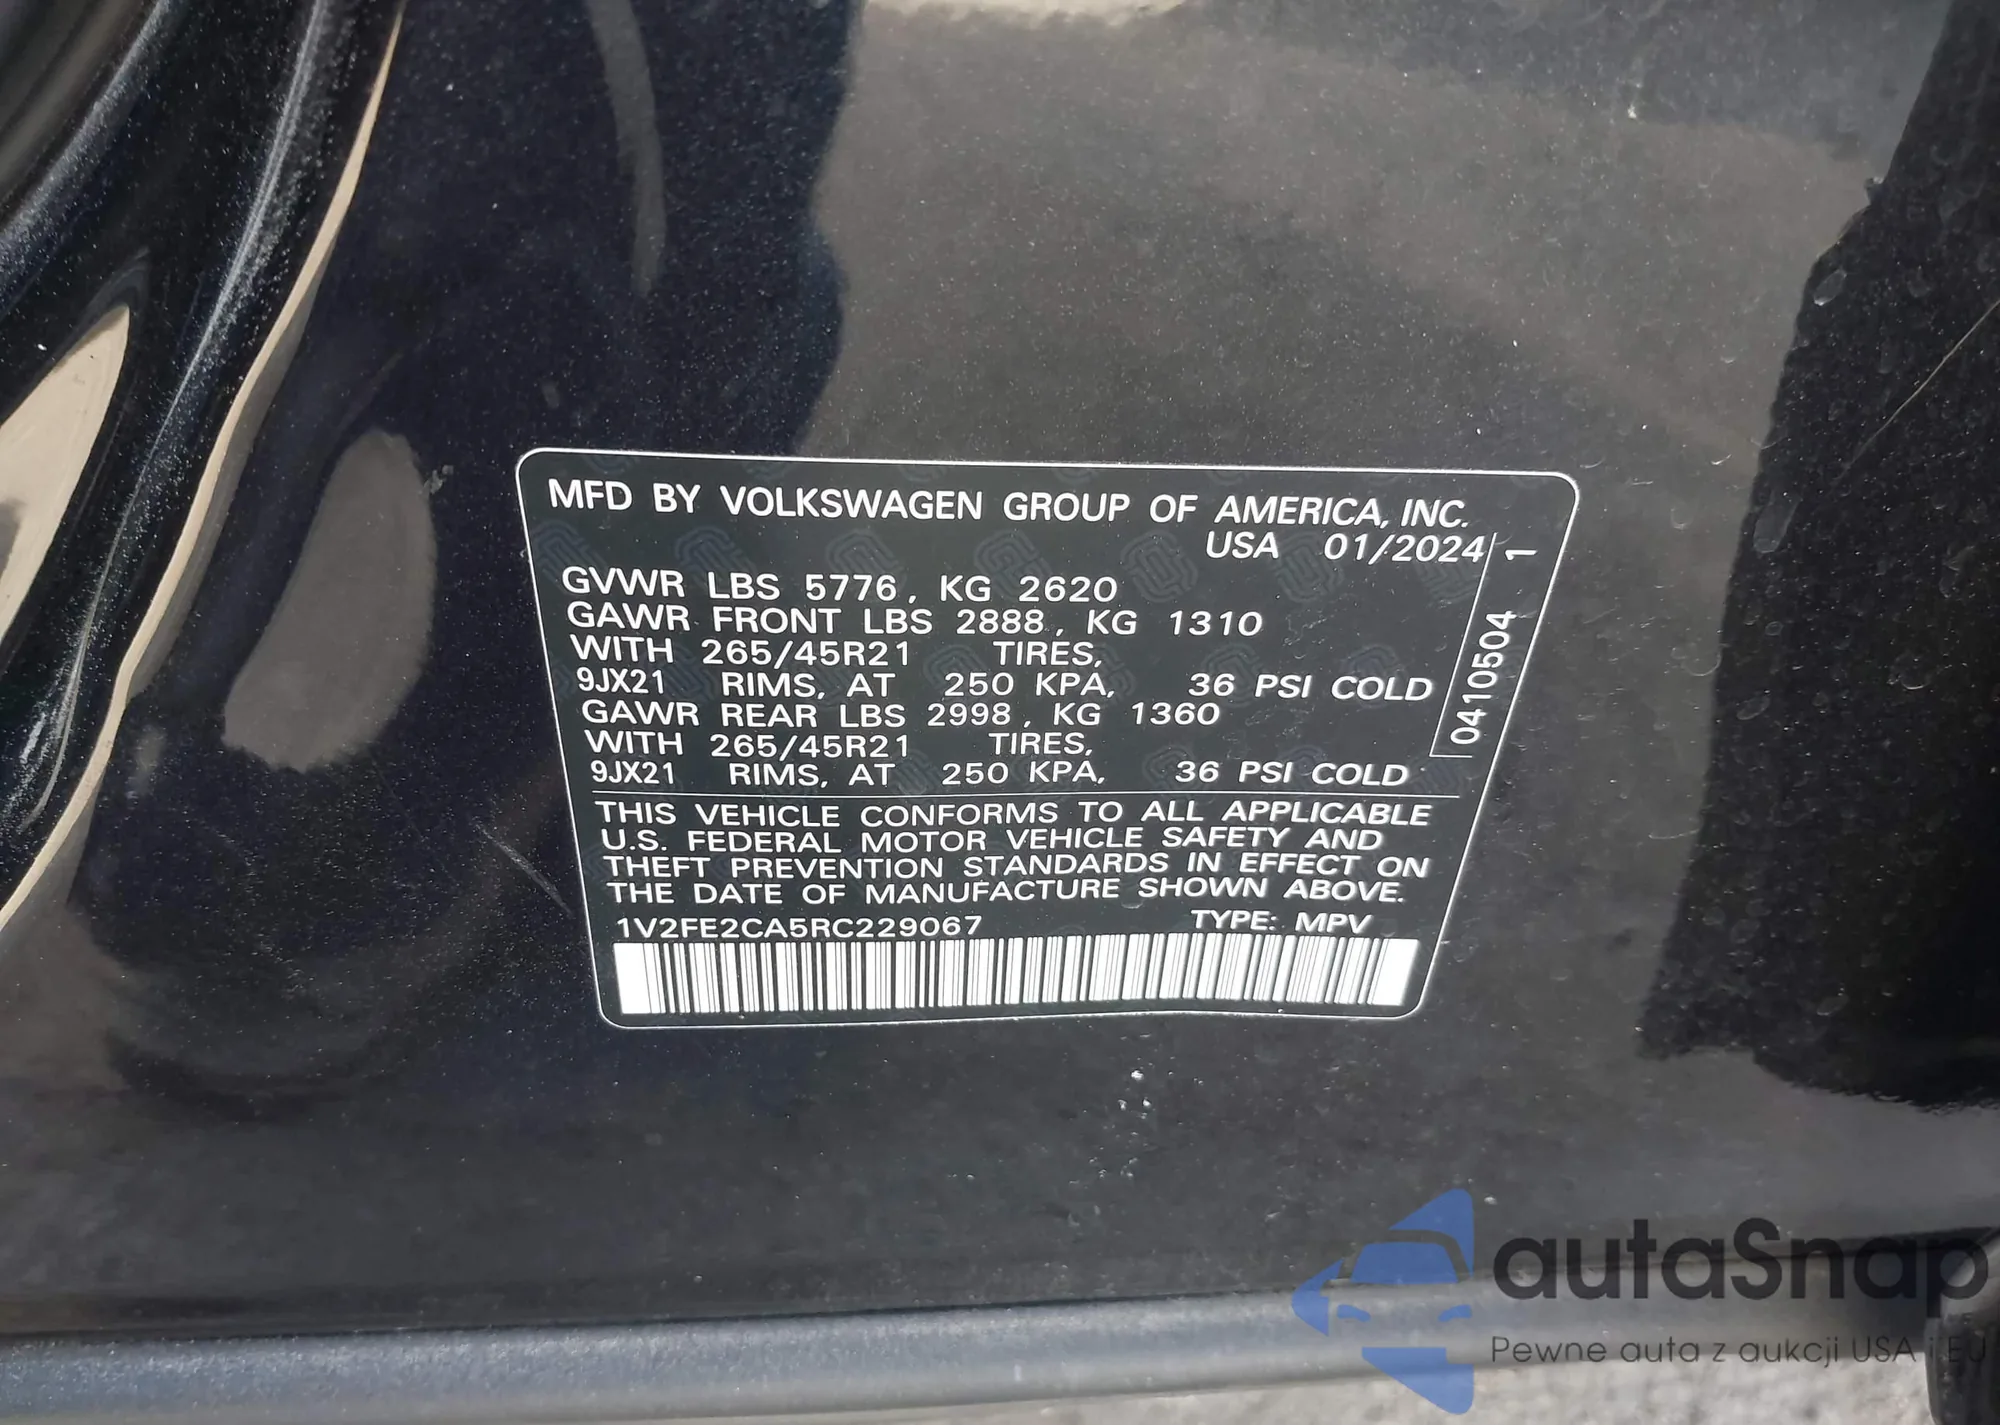 MFD BY VOLKSWAGEN GROUP OF AMERICA, INC.
USA 01/2024
GVWR LBS 5776, KG 2620
GAWR FRONT LBS 2888, KG 1310
WITH 265/45R21 TIRES,
9JX21 RIMS, AT 250 KPA, 36 PSI COLD
GAWR REAR LBS 2998, KG 1360
WITH 265/45R21 TIRES,
9JX21 RIMS, AT 250 KPA, 36 PSI COLD
0410504 1
THIS VEHICLE CONFORMS TO ALL APPLICABLE
U.S. FEDERAL MOTOR VEHICLE SAFETY AND
THEFT PREVENTION STANDARDS IN EFFECT ON
THE DATE OF MANUFACTURE SHOWN ABOVE.
1V2FE2CA5RC229067 TYPE: MPV
autaSnap
Pewne auta z aukcji USA i EU